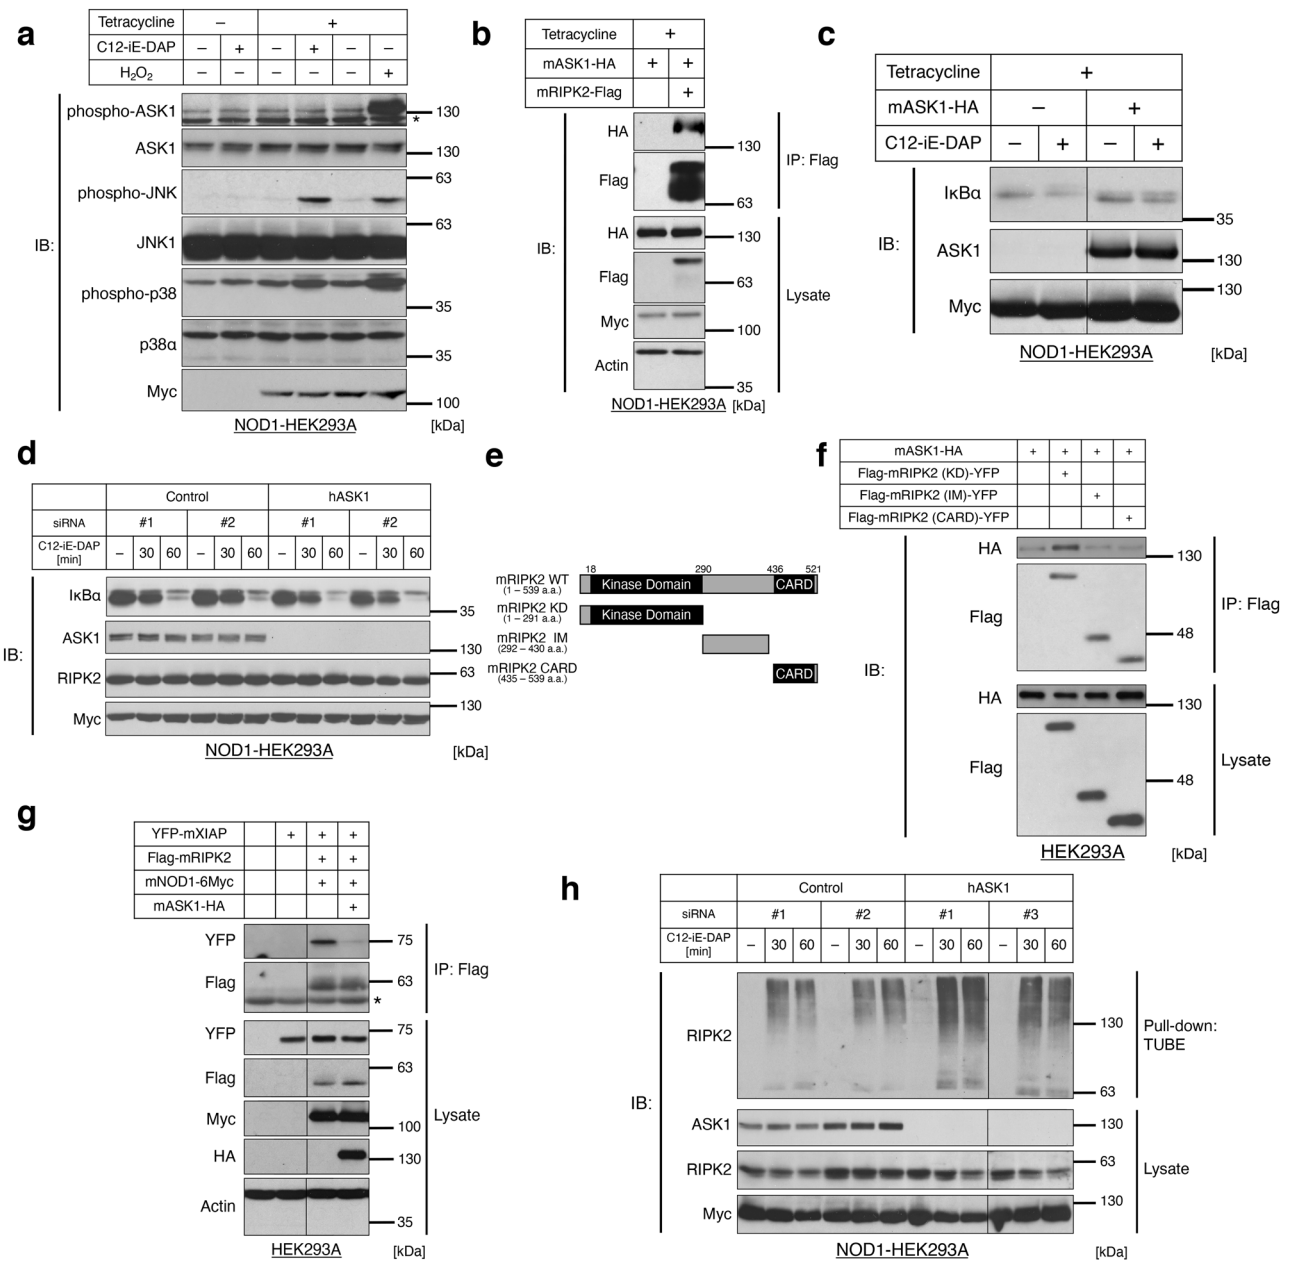 a
Tetracycline – +
C12-iE-DAP – + – + – –
H₂O₂ – – – – – +
phospho-ASK1 130 *
ASK1 130
phospho-JNK 63
JNK1 63
IB:
phospho-p38 35
p38α 35
Myc 100
NOD1-HEK293A [kDa]
b
Tetracycline +
mASK1-HA + +
mRIPK2-Flag +
HA 130
Flag 63
IP: Flag
HA 130
IB:
Flag 63
Myc 100
Actin 35
Lysate
NOD1-HEK293A [kDa]
c
Tetracycline +
mASK1-HA – +
C12-iE-DAP – + – +
IκBα 35
IB:
ASK1 130
Myc 130
NOD1-HEK293A [kDa]
d
Control hASK1
siRNA #1 #2 #1 #2
C12-iE-DAP
[min] – 30 60 – 30 60 – 30 60 – 30 60
IκBα 35
ASK1 130
IB:
RIPK2 63
Myc 130
NOD1-HEK293A [kDa]
e
18 290 436 521
mRIPK2 WT Kinase Domain CARD
(1 – 539 a.a.)
mRIPK2 KD Kinase Domain
(1 – 291 a.a.)
mRIPK2 IM
(292 – 430 a.a.)
mRIPK2 CARD CARD
(435 – 539 a.a.)
f
mASK1-HA + + + +
Flag-mRIPK2 (KD)-YFP +
Flag-mRIPK2 (IM)-YFP +
Flag-mRIPK2 (CARD)-YFP +
HA 130
Flag 48
IP: Flag
IB:
HA 130
Flag 48
Lysate
HEK293A [kDa]
g
YFP-mXIAP + + +
Flag-mRIPK2 + +
mNOD1-6Myc + +
mASK1-HA +
YFP 75
IP: Flag
Flag 63 *
YFP 75
Flag 63
Myc 100
Lysate
HA 130
Actin 35
HEK293A [kDa]
h
Control hASK1
siRNA #1 #2 #1 #3
C12-iE-DAP
[min] – 30 60 – 30 60 – 30 60 – 30 60
RIPK2 130 63
Pull-down:
TUBE
IB:
ASK1 130
RIPK2 63
Lysate
Myc 130
NOD1-HEK293A [kDa]